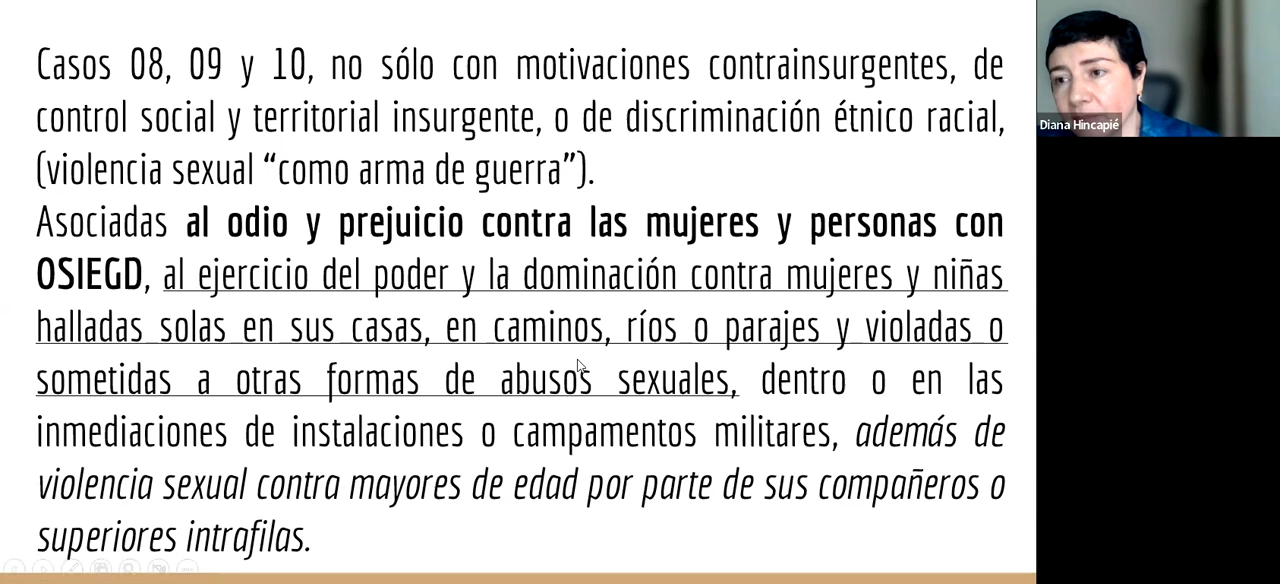 Casos 08, 09 y 10, no sólo con motivaciones contrainsurgentes, de
control social y territorial insurgente, o de discriminación étnico racial,
(violencia sexual “como arma de guerra”).
Asociadas al odio y prejuicio contra las mujeres y personas con
OSIEGD, al ejercicio del poder y la dominación contra mujeres y niñas
halladas solas en sus casas, en caminos, ríos o parajes y violadas o
sometidas a otras formas de abusos sexuales, dentro o en las
inmediaciones de instalaciones o campamentos militares, además de
violencia sexual contra mayores de edad por parte de sus compañeros o
superiores intrafilas.
Diana Hincapié